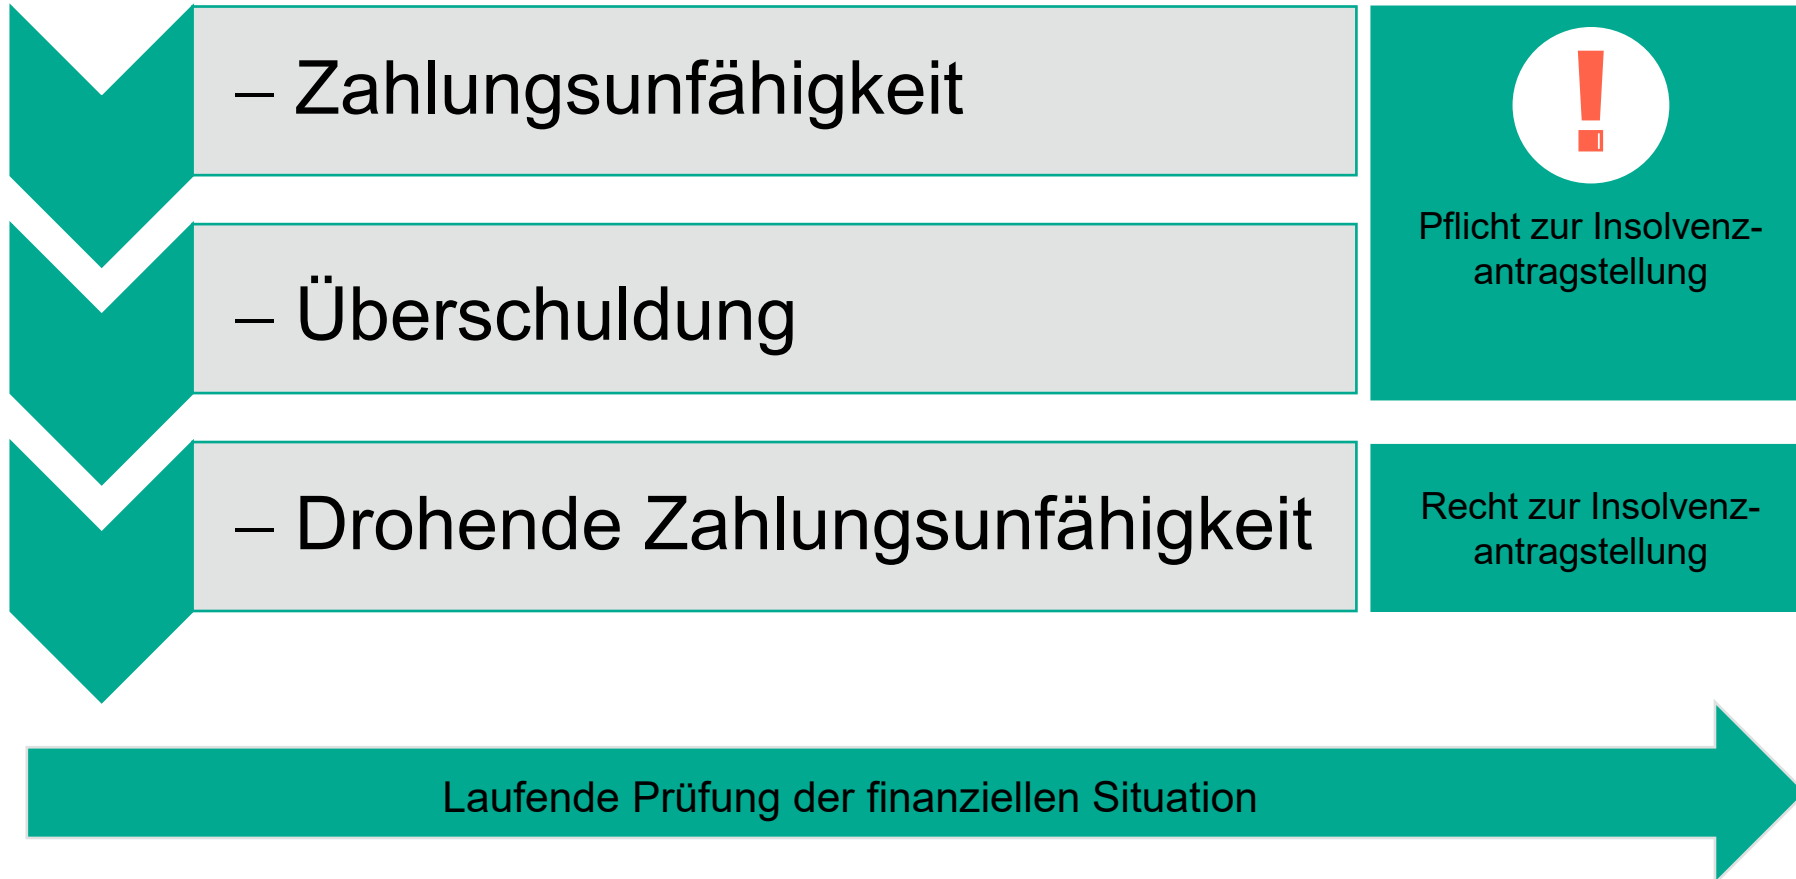 – Zahlungsunfähigkeit
!
Pflicht zur Insolvenz-
antragstellung
– Überschuldung
– Drohende Zahlungsunfähigkeit
Recht zur Insolvenz-
antragstellung
Laufende Prüfung der finanziellen Situation